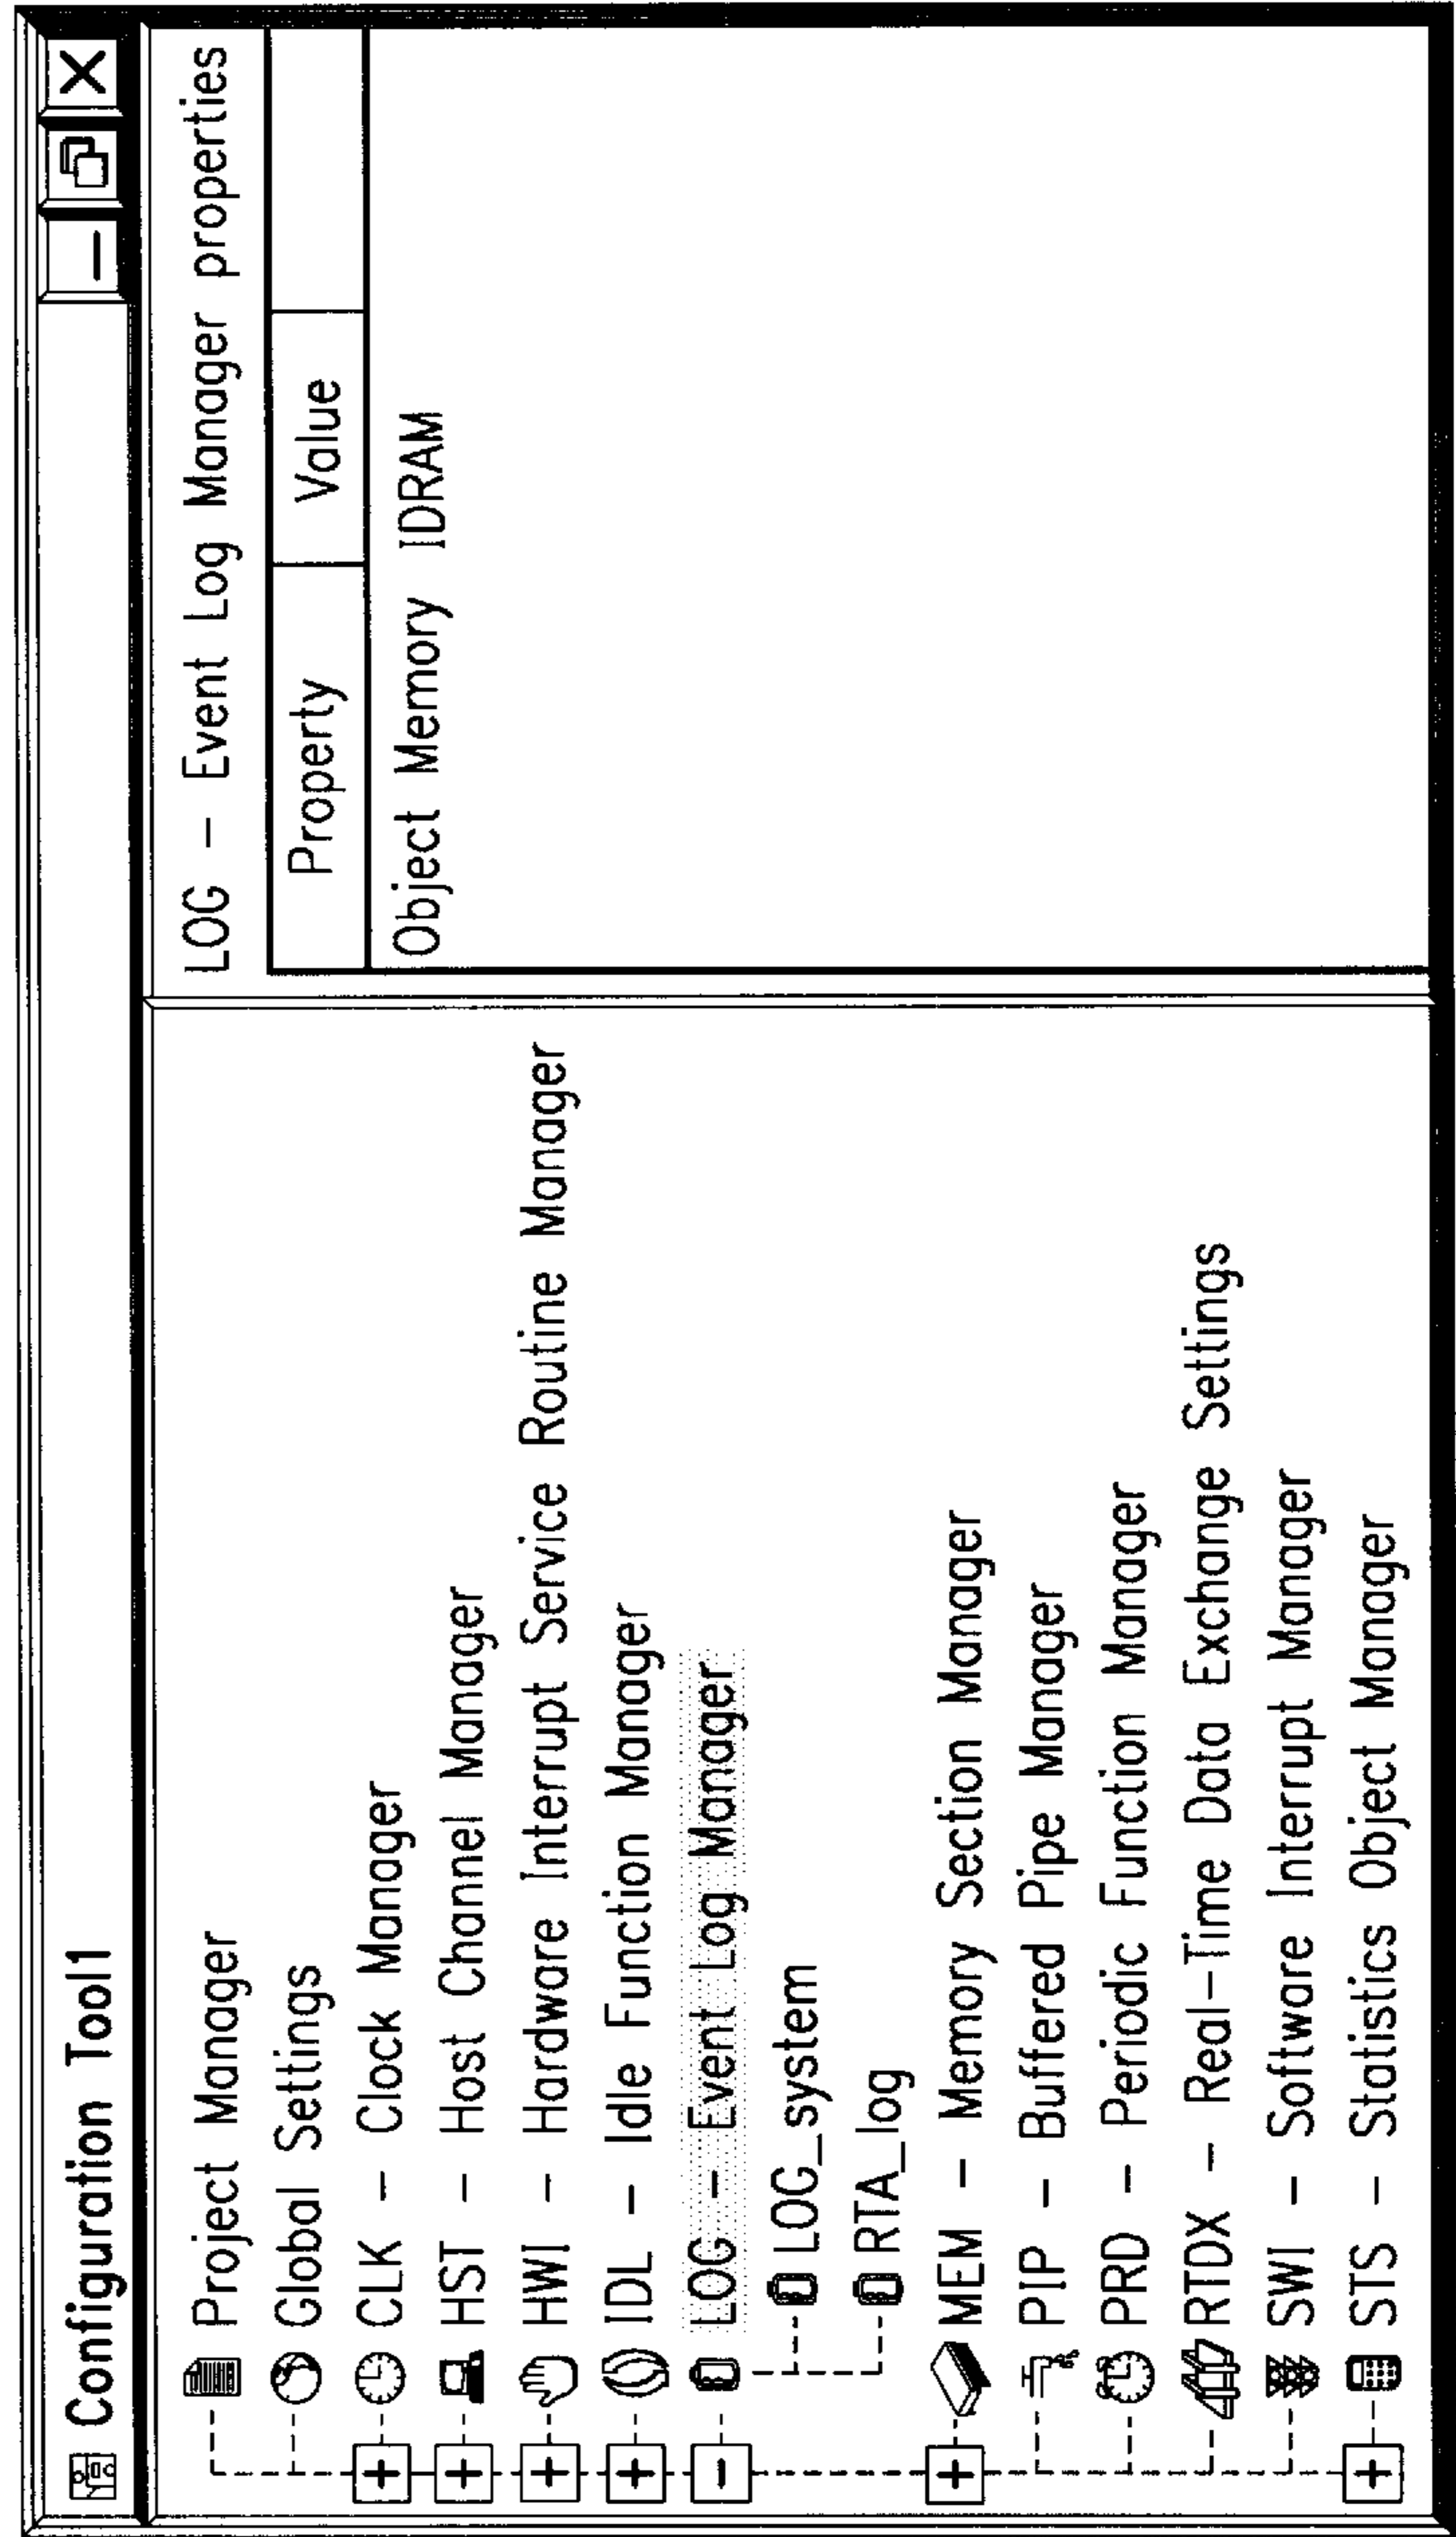 Configuration Tool1
Project Manager
Global Settings
CLK - Clock Manager
HST - Host Channel Manager
HWI - Hardware Interrupt Service Routine Manager
IDL - Idle Function Manager
LOG - Event Log Manager
LOG_system
RTA_log
MEM - Memory Section Manager
PIP - Buffered Pipe Manager
PRD - Periodic Function Manager
RTDX - Real-Time Data Exchange Settings
SWI - Software Interrupt Manager
STS - Statistics Object Manager
LOG - Event Log Manager properties
Property Value
Object Memory IDRAM